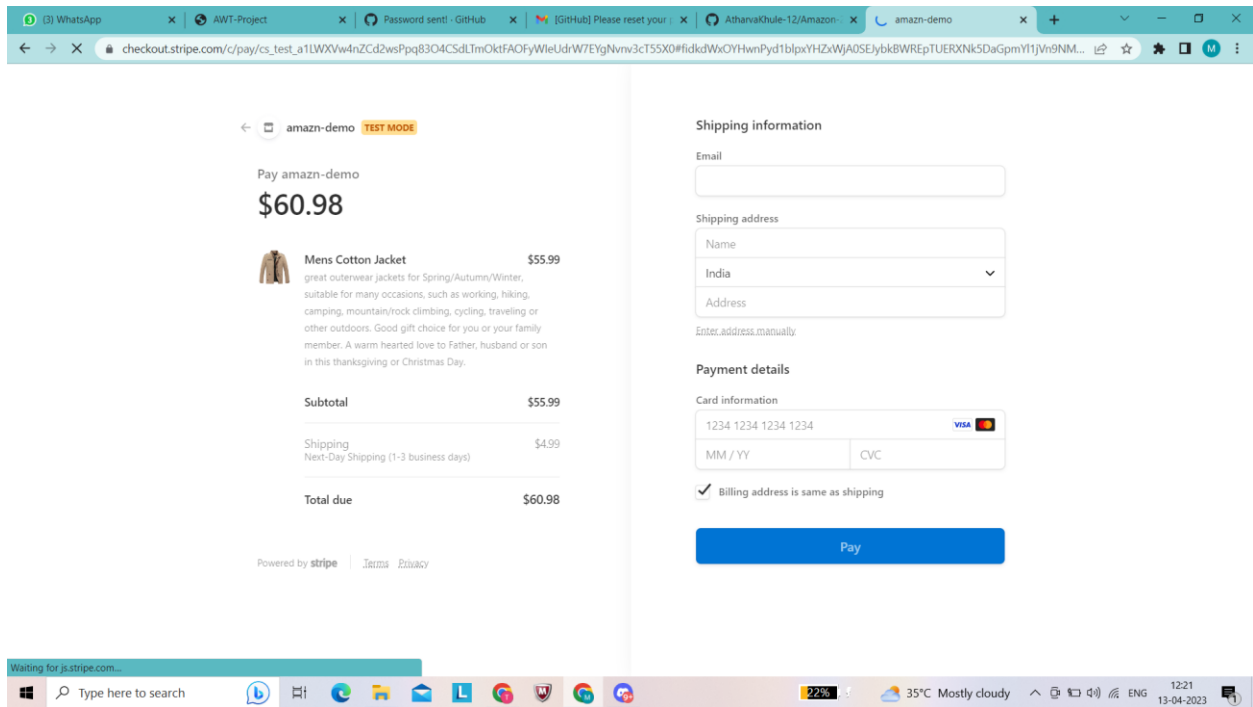 (3) WhatsApp
AWT-Project
Password sent! · GitHub
[GitHub] Please reset your
AtharvaKhule-12/Amazon-
amazn-demo
checkout.stripe.com/c/pay/
M
amazn-demo TEST MODE
Pay amazn-demo
$60.98
Mens Cotton Jacket $55.99
great outerwear jackets for Spring/Autumn/Winter,
suitable for many occasions, such as working, hiking,
camping, mountain/rock climbing, cycling, traveling or
other outdoors. Good gift choice for you or your family
member. A warm hearted love to Father, husband or son
in this thanksgiving or Christmas Day.
Subtotal $55.99
Shipping $4.99
Next-Day Shipping (1-3 business days)
Total due $60.98
Powered by stripe Terms Privacy
Shipping information
Email
Shipping address
Name
India
Address
Enter address manually
Payment details
Card information
1234 1234 1234 1234 VISA
MM / YY CVC
Billing address is same as shipping
Pay
Waiting for js.stripe.com...
Type here to search
22% 35°C Mostly cloudy ENG 12:21
13-04-2023